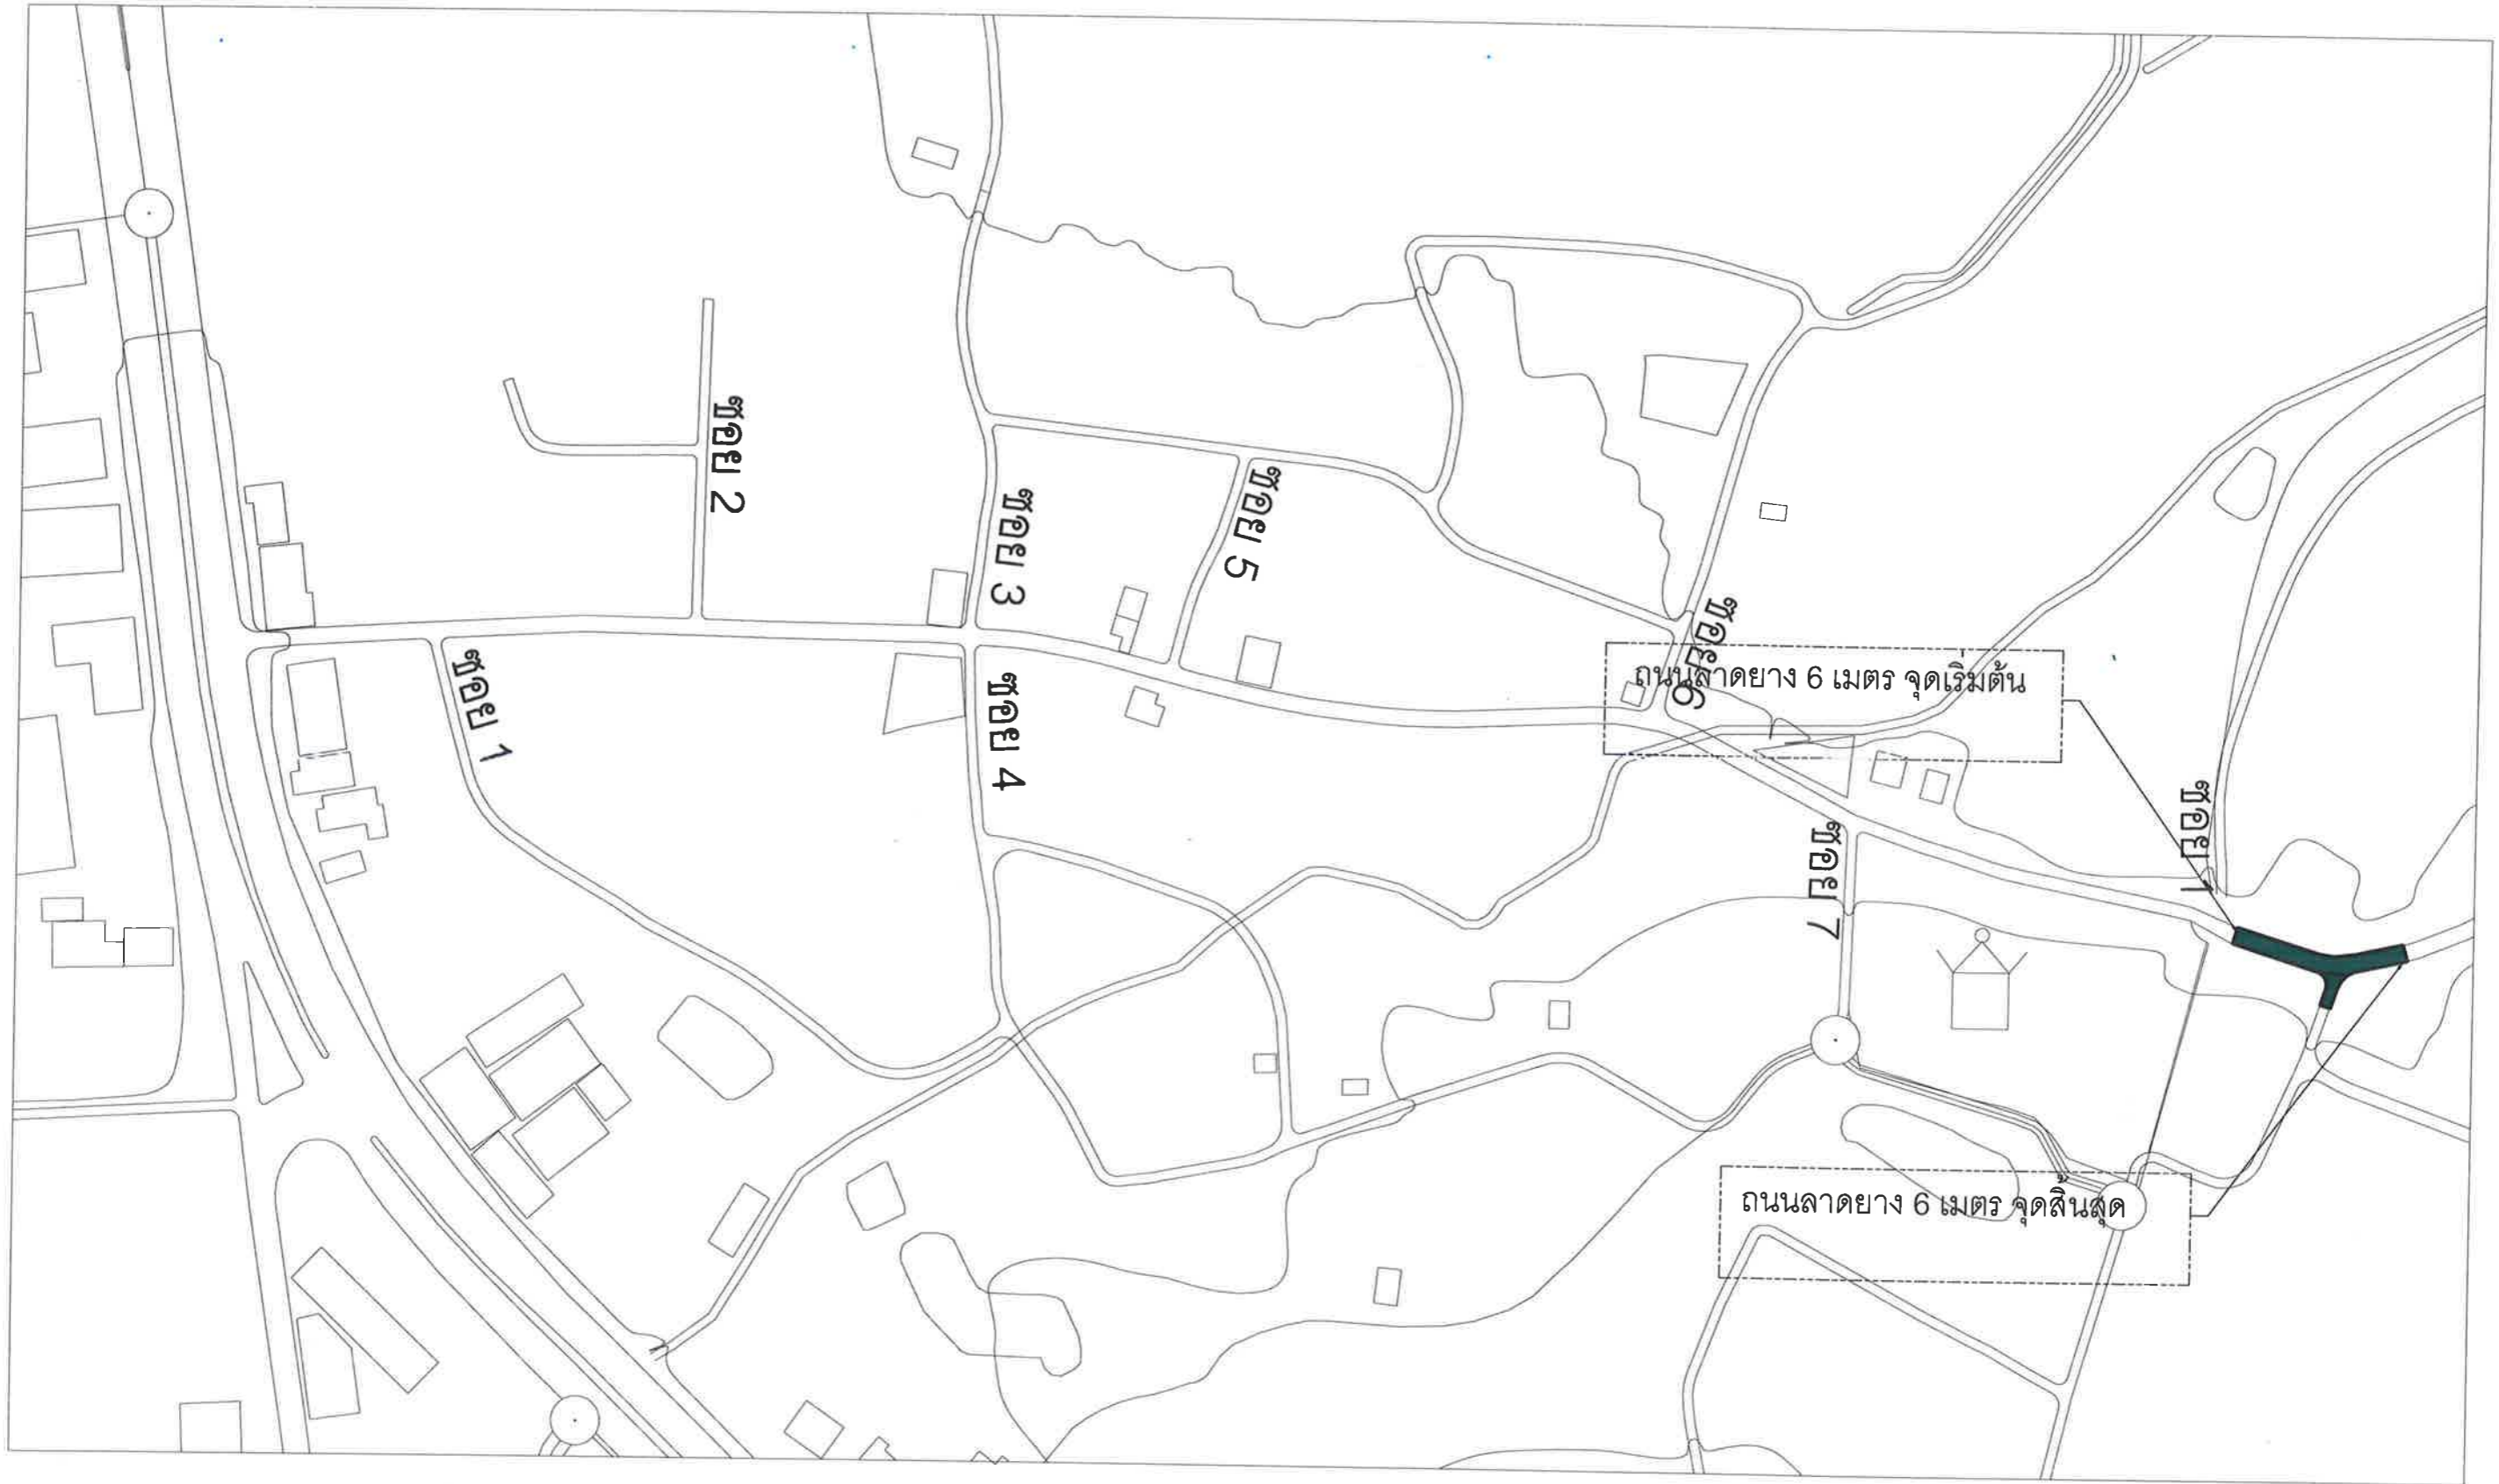 ซอย 2
ซอย 3
ซอย 5
ซอย 6
ถนนลาดยาง 6 เมตร จุดเริ่มต้น
ซอย 1
ซอย 4
ซอย 1
ซอย 7
ถนนลาดยาง 6 เมตร จุดสิ้นสุด